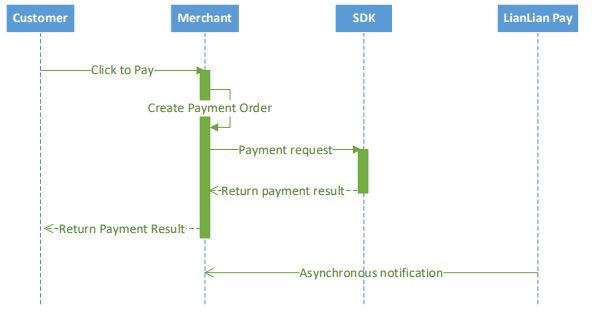 Customer
Merchant
SDK
LianLian Pay
Click to Pay
Create Payment Order
Payment request
Return payment result
Return Payment Result
Asynchronous notification